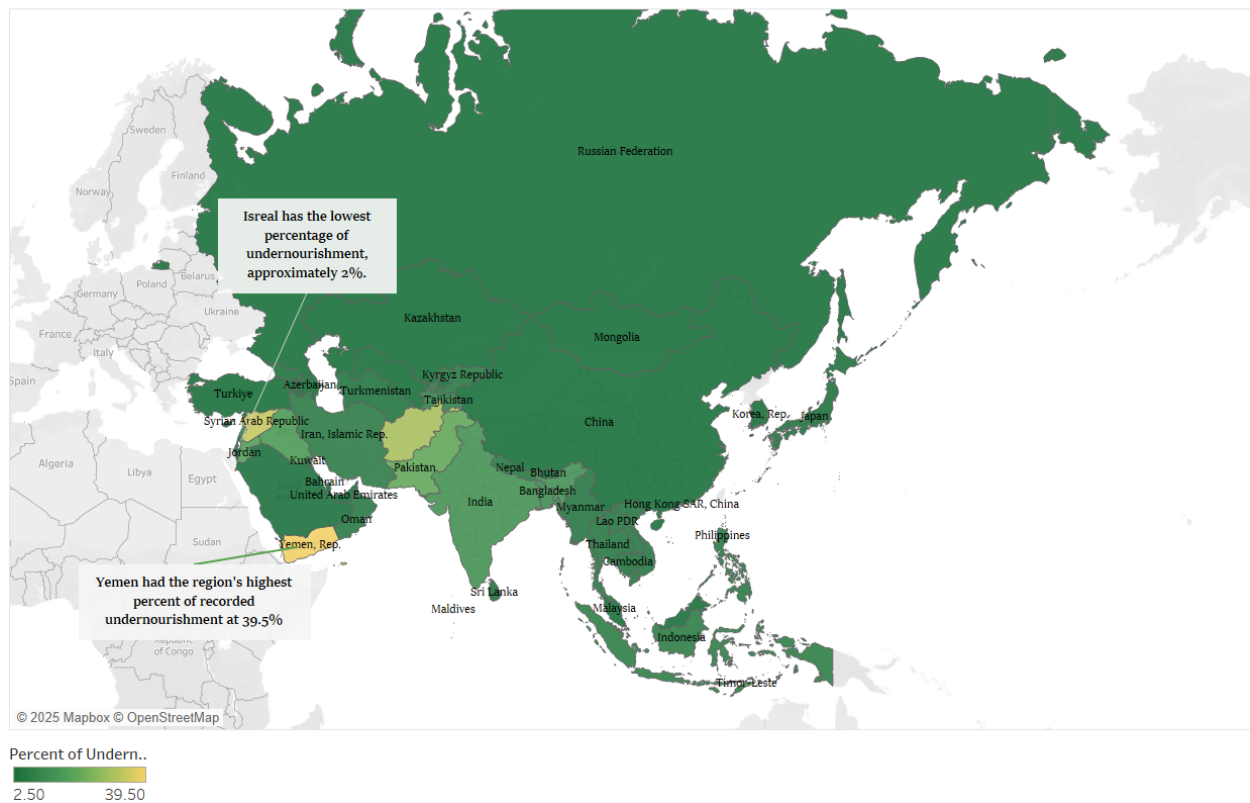 Sweden
Russian Federation
Finland
Norway
Isreal has the lowest
percentage of
undernourishment,
approximately 2%.
Belarus
Poland
Germany
Ukraine
France
Kazakhstan
Mongolia
Italy
Spain
Kyrgyz Republic
Azerbaijan
Turkmenistan
Turkiye
Tajikistan
Korea, Rep.
Japan
Syrian Arab Republic
China
Iran, Islamic Rep.
Jordan
Kuwait
Algeria
Pakistan
Nepal
Bhutan
Libya
Egypt
Bahrain
United Arab Emirates
Bangladesh
India
Hong Kong SAR, China
Myanmar
Oman
Lao PDR
Philippines
Sudan
Yemen, Rep.
Thailand
Cambodia
Yemen had the region's highest
percent of recorded
undernourishment at 39.5%
Sri Lanka
Maldives
Malaysia
Indonesia
Republic
of Congo
Timor-Leste
© 2025 Mapbox © OpenStreetMap
Percent of Undern..
2.50 39.50